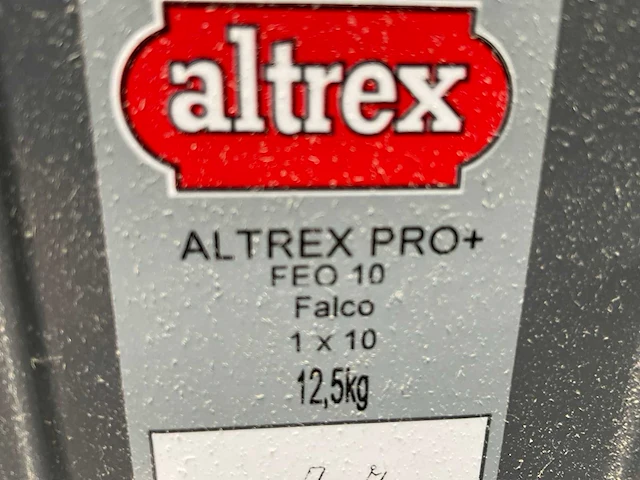 altrex
ALTREX PRO+
FEO 10
Falco
1 x 10
12,5kg